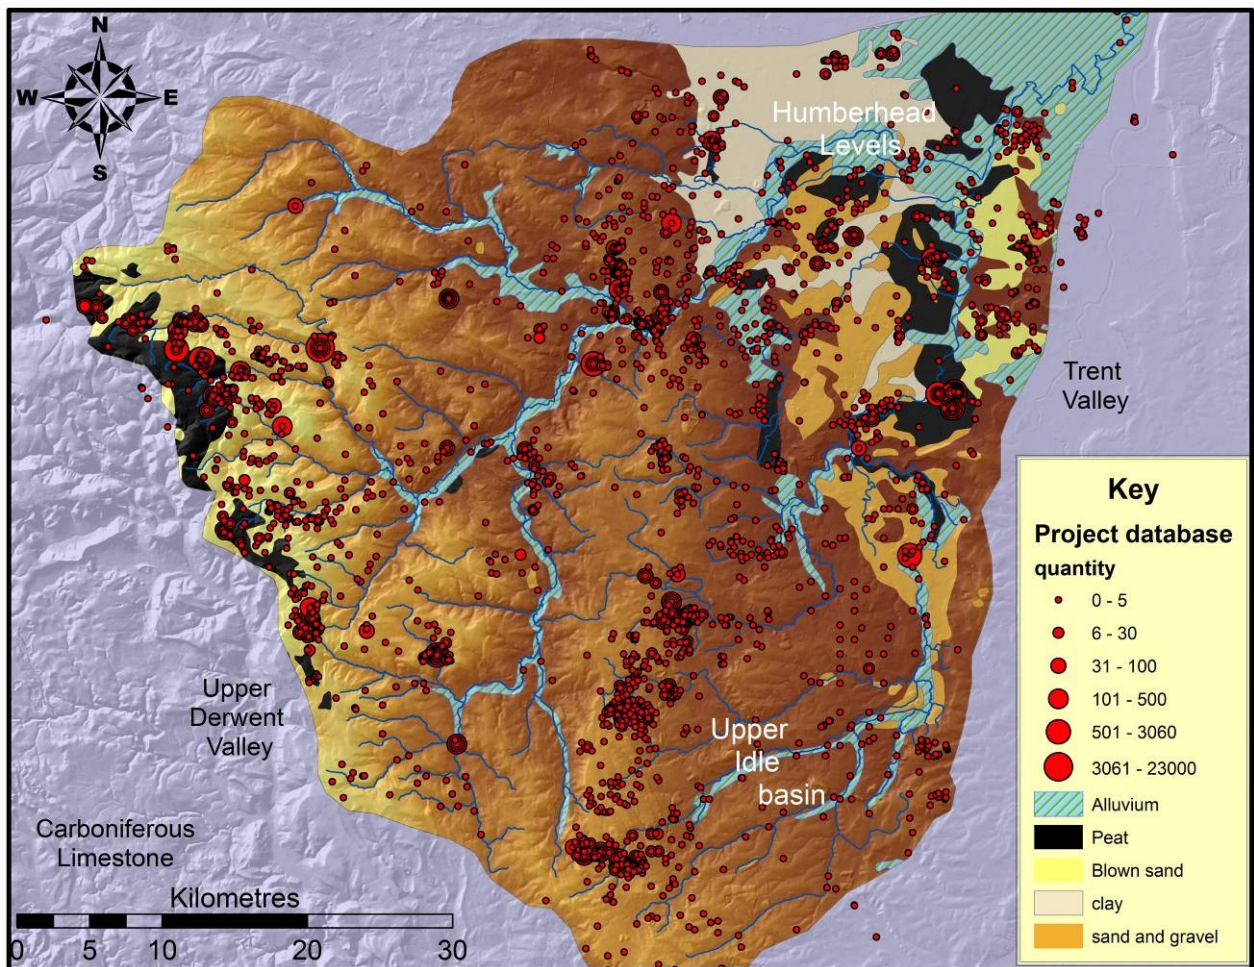 N
W
E
S
Humberhead
Levels
Trent
Valley
Upper
Derwent
Valley
Upper
Idle
basin
Carboniferous
Limestone
Kilometres
0 5 10 20 30
Key
Project database
quantity
0 - 5
6 - 30
31 - 100
101 - 500
501 - 3060
3061 - 23000
Alluvium
Peat
Blown sand
clay
sand and gravel